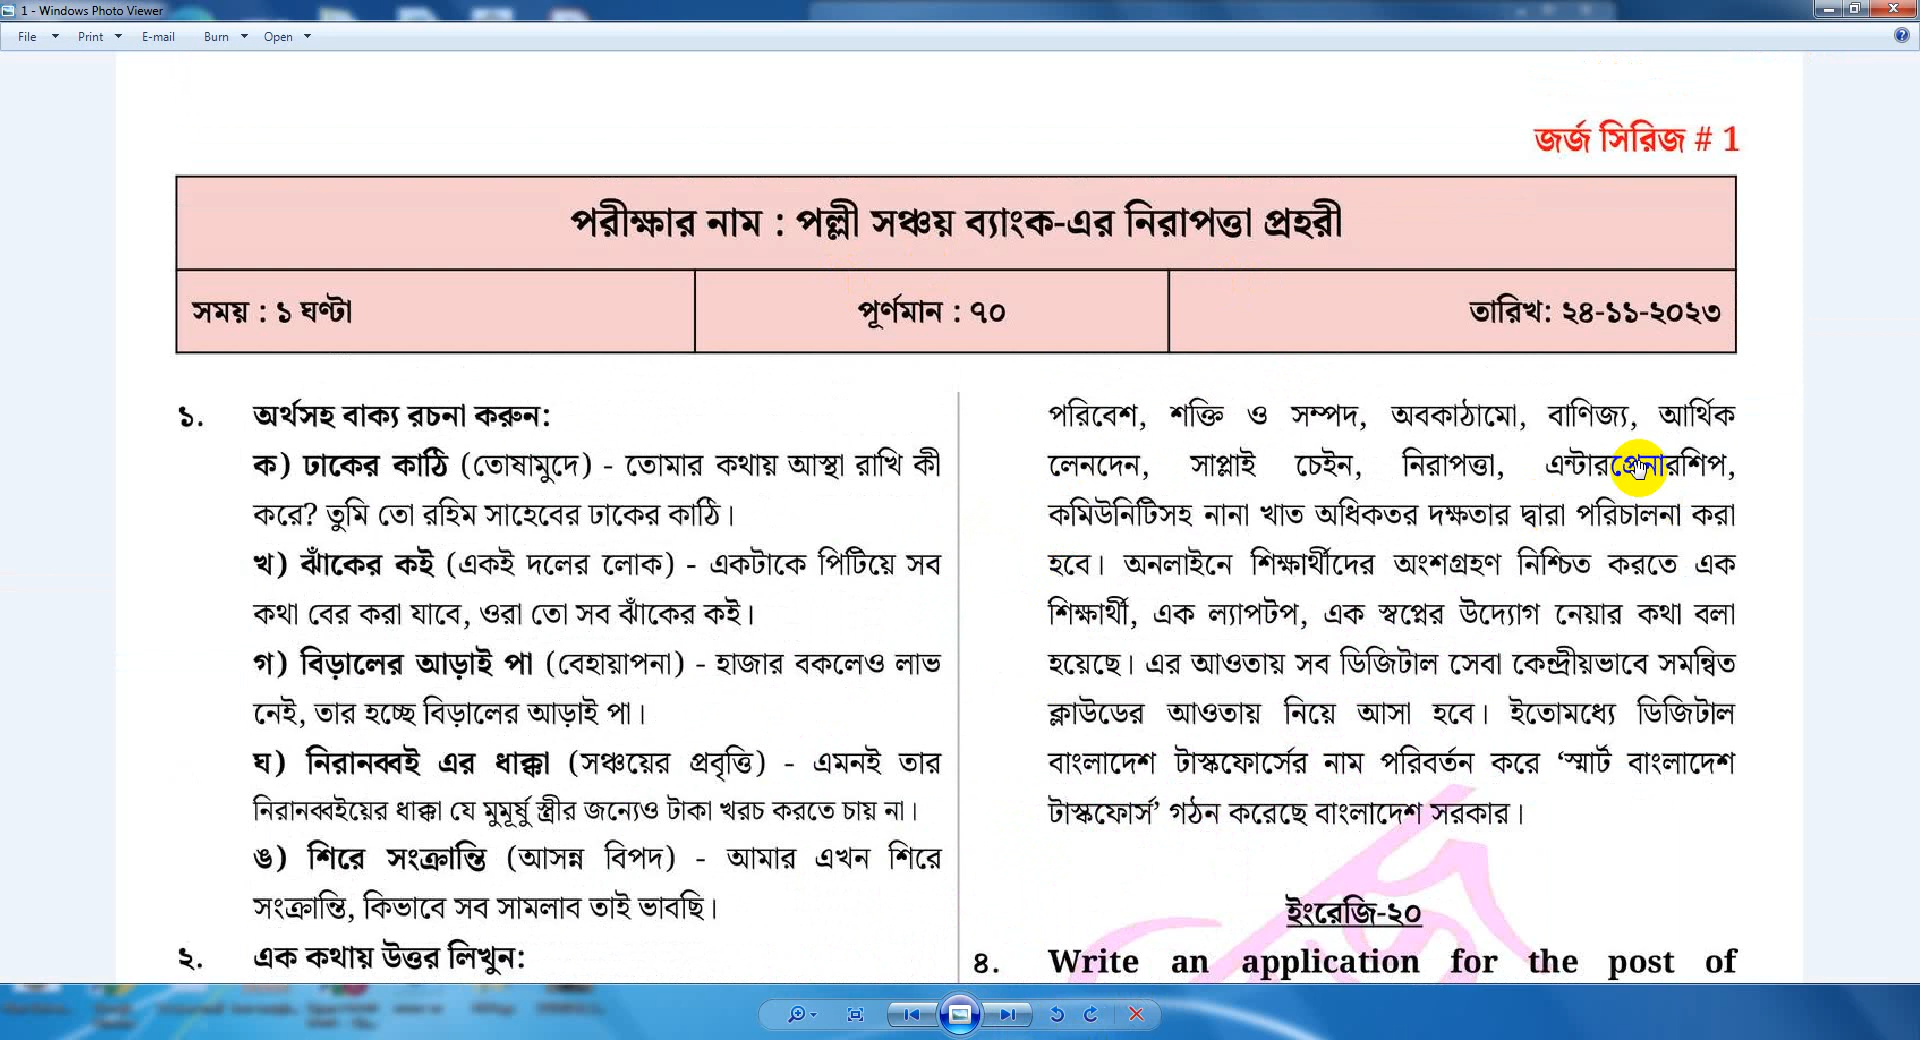 1 - Windows Photo Viewer
File Print E-mail Burn Open
জর্জ সিরিজ # 1
পরীক্ষার নাম : পল্লী সঞ্চয় ব্যাংক-এর নিরাপত্তা প্রহরী
সময় : ১ ঘণ্টা
পূর্ণমান : ৭০
তারিখ: ২৪-১১-২০২৩
১. অর্থসহ বাক্য রচনা করুন:
ক) ঢাকের কাঠি (তোষামুদে) - তোমার কথায় আস্থা রাখি কী
করে? তুমি তো রহিম সাহেবের ঢাকের কাঠি।
খ) ঝাঁকের কই (একই দলের লোক) - একটাকে পিটিয়ে সব
কথা বের করা যাবে, ওরা তো সব ঝাঁকের কই।
গ) বিড়ালের আড়াই পা (বেহায়াপনা) - হাজার বকলেও লাভ
নেই, তার হচ্ছে বিড়ালের আড়াই পা।
ঘ) নিরানব্বই এর ধাক্কা (সঞ্চয়ের প্রবৃত্তি) - এমনই তার
নিরানব্বইয়ের ধাক্কা যে মুমূর্ষু স্ত্রীর জন্যেও টাকা খরচ করতে চায় না।
ঙ) শিরে সংক্রান্তি (আসন্ন বিপদ) - আমার এখন শিরে
সংক্রান্তি, কিভাবে সব সামলাব তাই ভাবছি।
২. এক কথায় উত্তর লিখুন:
পরিবেশ, শক্তি ও সম্পদ, অবকাঠামো, বাণিজ্য, আর্থিক
লেনদেন, সাপ্লাই চেইন, নিরাপত্তা, এন্টারপ্রেনারশিপ,
কমিউনিটিসহ নানা খাত অধিকতর দক্ষতার দ্বারা পরিচালনা করা
হবে। অনলাইনে শিক্ষার্থীদের অংশগ্রহণ নিশ্চিত করতে এক
শিক্ষার্থী, এক ল্যাপটপ, এক স্বপ্নের উদ্যোগ নেয়ার কথা বলা
হয়েছে। এর আওতায় সব ডিজিটাল সেবা কেন্দ্রীয়ভাবে সমন্বিত
ক্লাউডের আওতায় নিয়ে আসা হবে। ইতোমধ্যে ডিজিটাল
বাংলাদেশ টাস্কফোর্সের নাম পরিবর্তন করে ‘স্মার্ট বাংলাদেশ
টাস্কফোর্স’ গঠন করেছে বাংলাদেশ সরকার।
ইংরেজি-২০
৪. Write an application for the post of